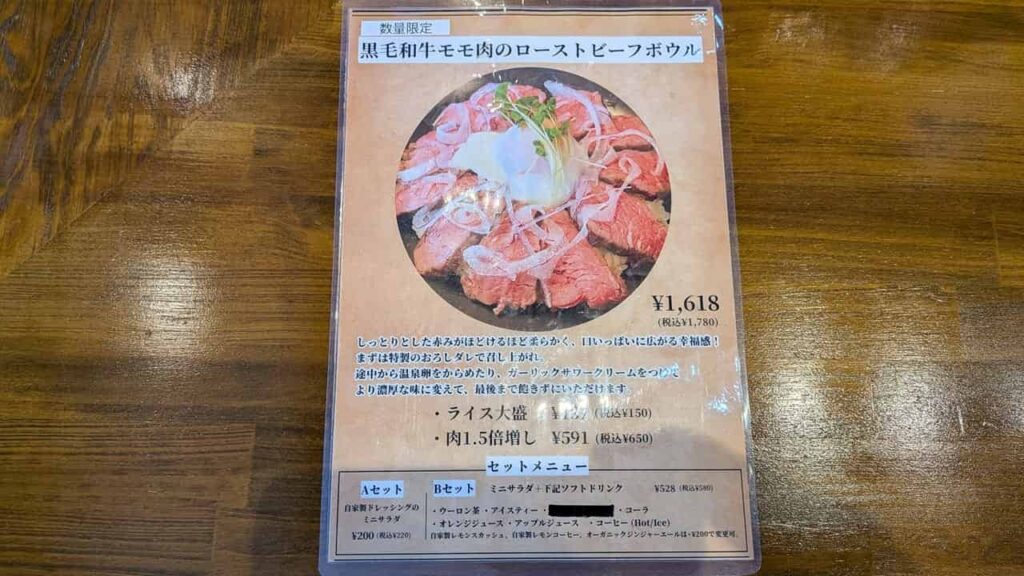 数量限定
黒毛和牛モモ肉のローストビーフボウル
¥1,618
(税込¥1,780)
しっとりとした赤みがほどけるほど柔らかく、口いっぱいに広がる幸福感！
まずは特製のおろしダレで召し上がれ。
途中から温泉卵をからめたり、ガーリックサワークリームをつけて
より濃厚な味に変えて、最後まで飽きずにいただけます。
・ライス大盛 (税込¥150)
・肉1.5倍増し ¥591 (税込¥650)
セットメニュー
Aセット
自家製ドレッシングの
ミニサラダ
¥200 (税込¥220)
Bセット ミニサラダ+下記ソフトドリンク ¥528 (税込¥580)
・ウーロン茶 ・アイスティー ・ ・コーラ
・オレンジジュース ・アップルジュース ・コーヒー (Hot/Ice)
自家製レモンスカッシュ、自家製レモンコーヒー、オーガニックジンジャーエールは+¥200で変更可。